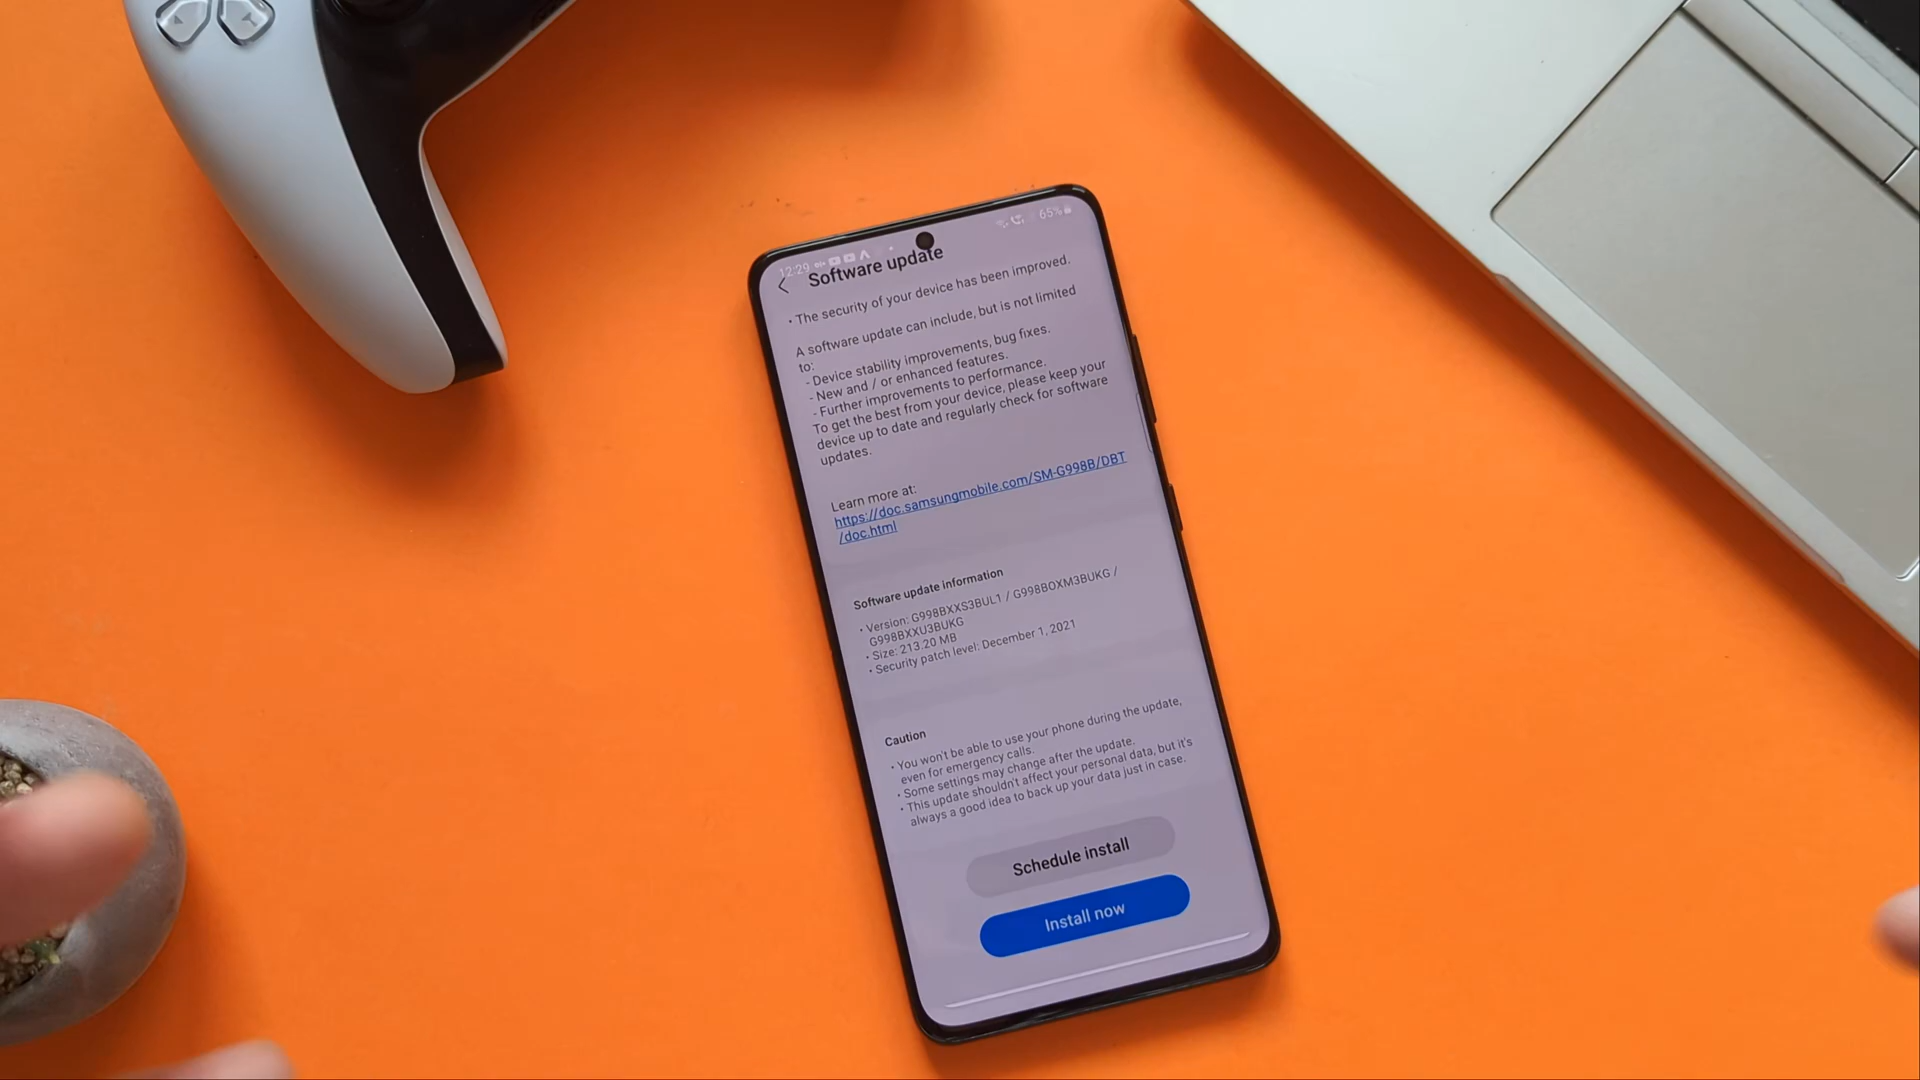 12:29
65%
Software update
• The security of your device has been improved.
A software update can include, but is not limited
to:
- Device stability improvements, bug fixes.
- New and / or enhanced features.
- Further improvements to performance.
To get the best from your device, please keep your
device up to date and regularly check for software
updates.
Learn more at:
https://doc.samsungmobile.com/SM-G998B/DBT
/doc.html
Software update information
• Version: G998BXXS3BUL1 / G998BOXM3BUKG /
G998BXXU3BUKG
• Size: 213.20 MB
• Security patch level: December 1, 2021
Caution
• You won't be able to use your phone during the update,
even for emergency calls.
• Some settings may change after the update.
• This update shouldn't affect your personal data, but it's
always a good idea to back up your data just in case.
Schedule install
Install now